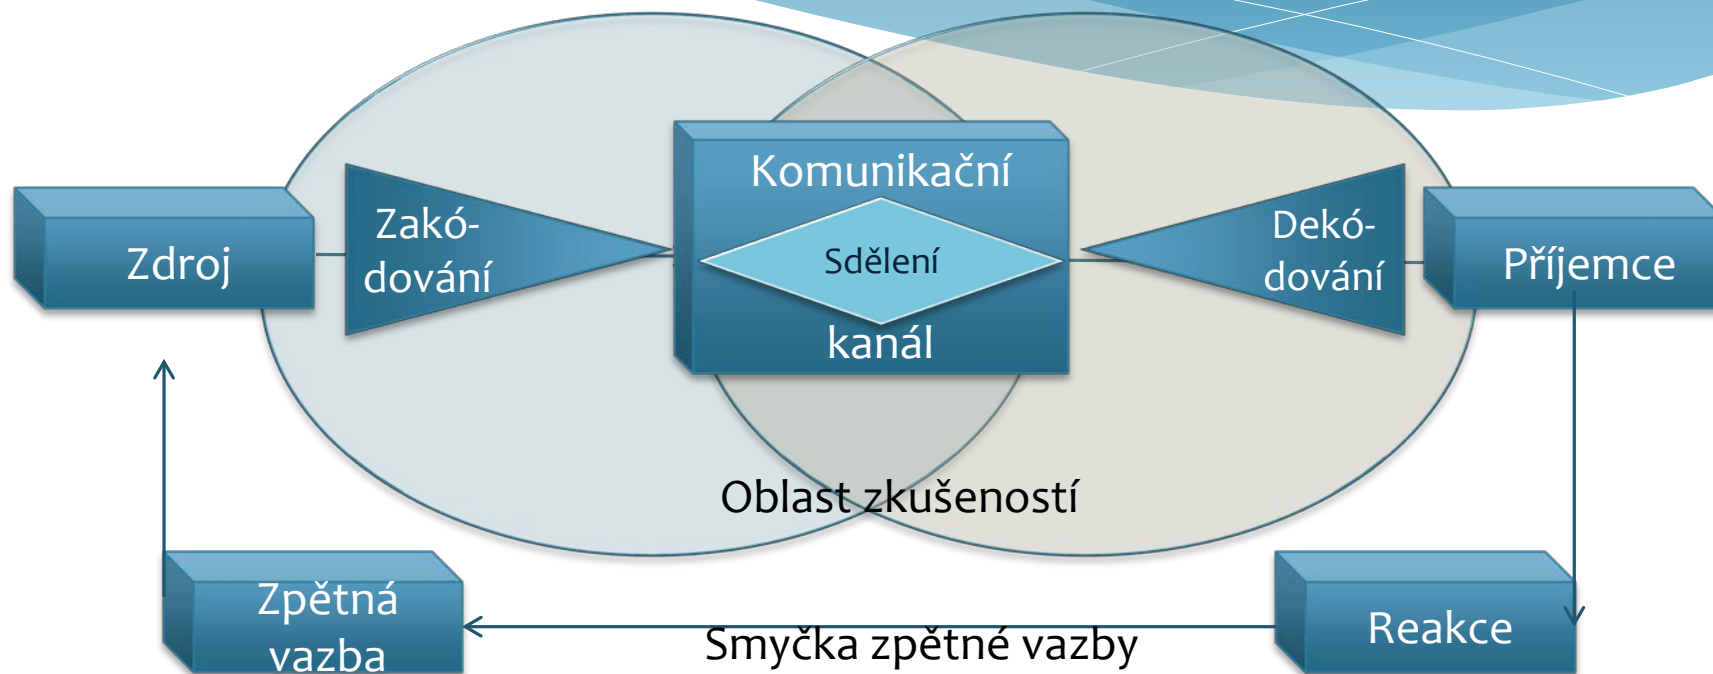 Komunikační
Zakó-
dování
Dekó-
dování
Zdroj
Sdělení
Příjemce
kanál
Oblast zkušeností
Zpětná
vazba
Smyčka zpětné vazby
Reakce